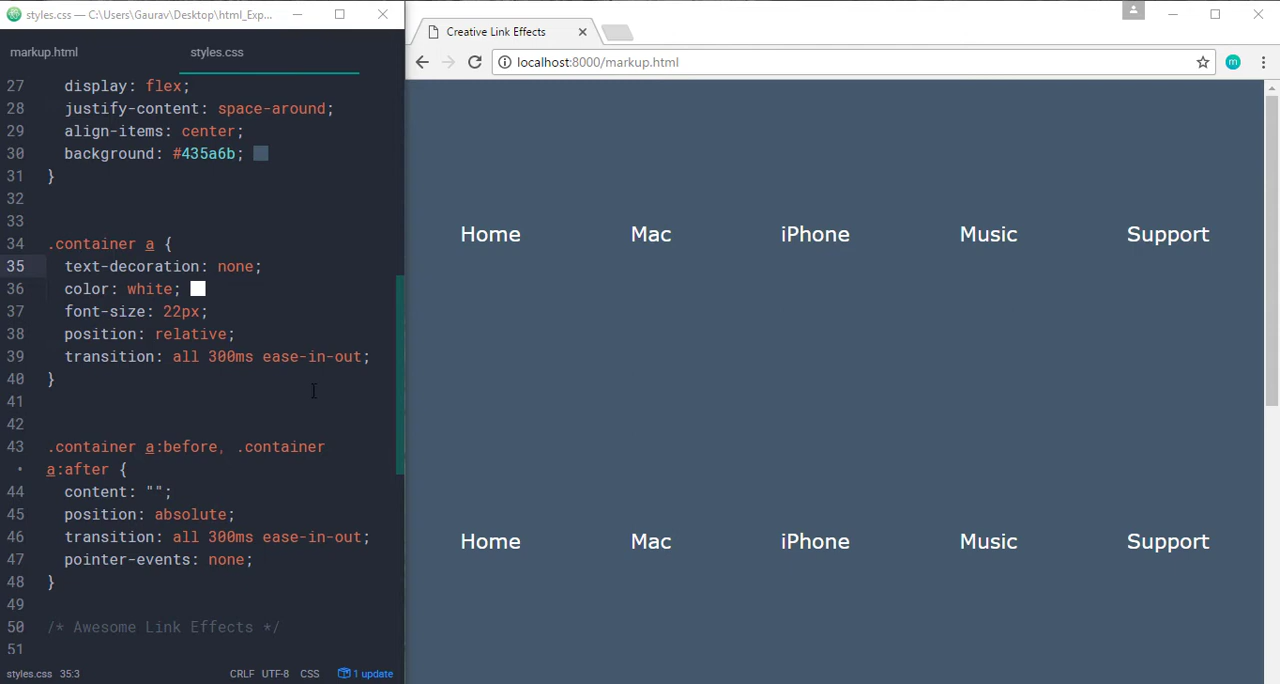 styles.css — C:\Users\Gaurav\Desktop\html_Exp...
markup.html styles.css
27 display: flex;
28 justify-content: space-around;
29 align-items: center;
30 background: #435a6b;
31 }
32
33
34 .container a {
35 text-decoration: none;
36 color: white;
37 font-size: 22px;
38 position: relative;
39 transition: all 300ms ease-in-out;
40 }
41
42
43 .container a:before, .container
• a:after {
44 content: "";
45 position: absolute;
46 transition: all 300ms ease-in-out;
47 pointer-events: none;
48 }
49
50 /* Awesome Link Effects */
51
styles.css 35:3 CRLF UTF-8 CSS 1 update
Creative Link Effects
localhost:8000/markup.html
m
Home Mac iPhone Music Support
Home Mac iPhone Music Support